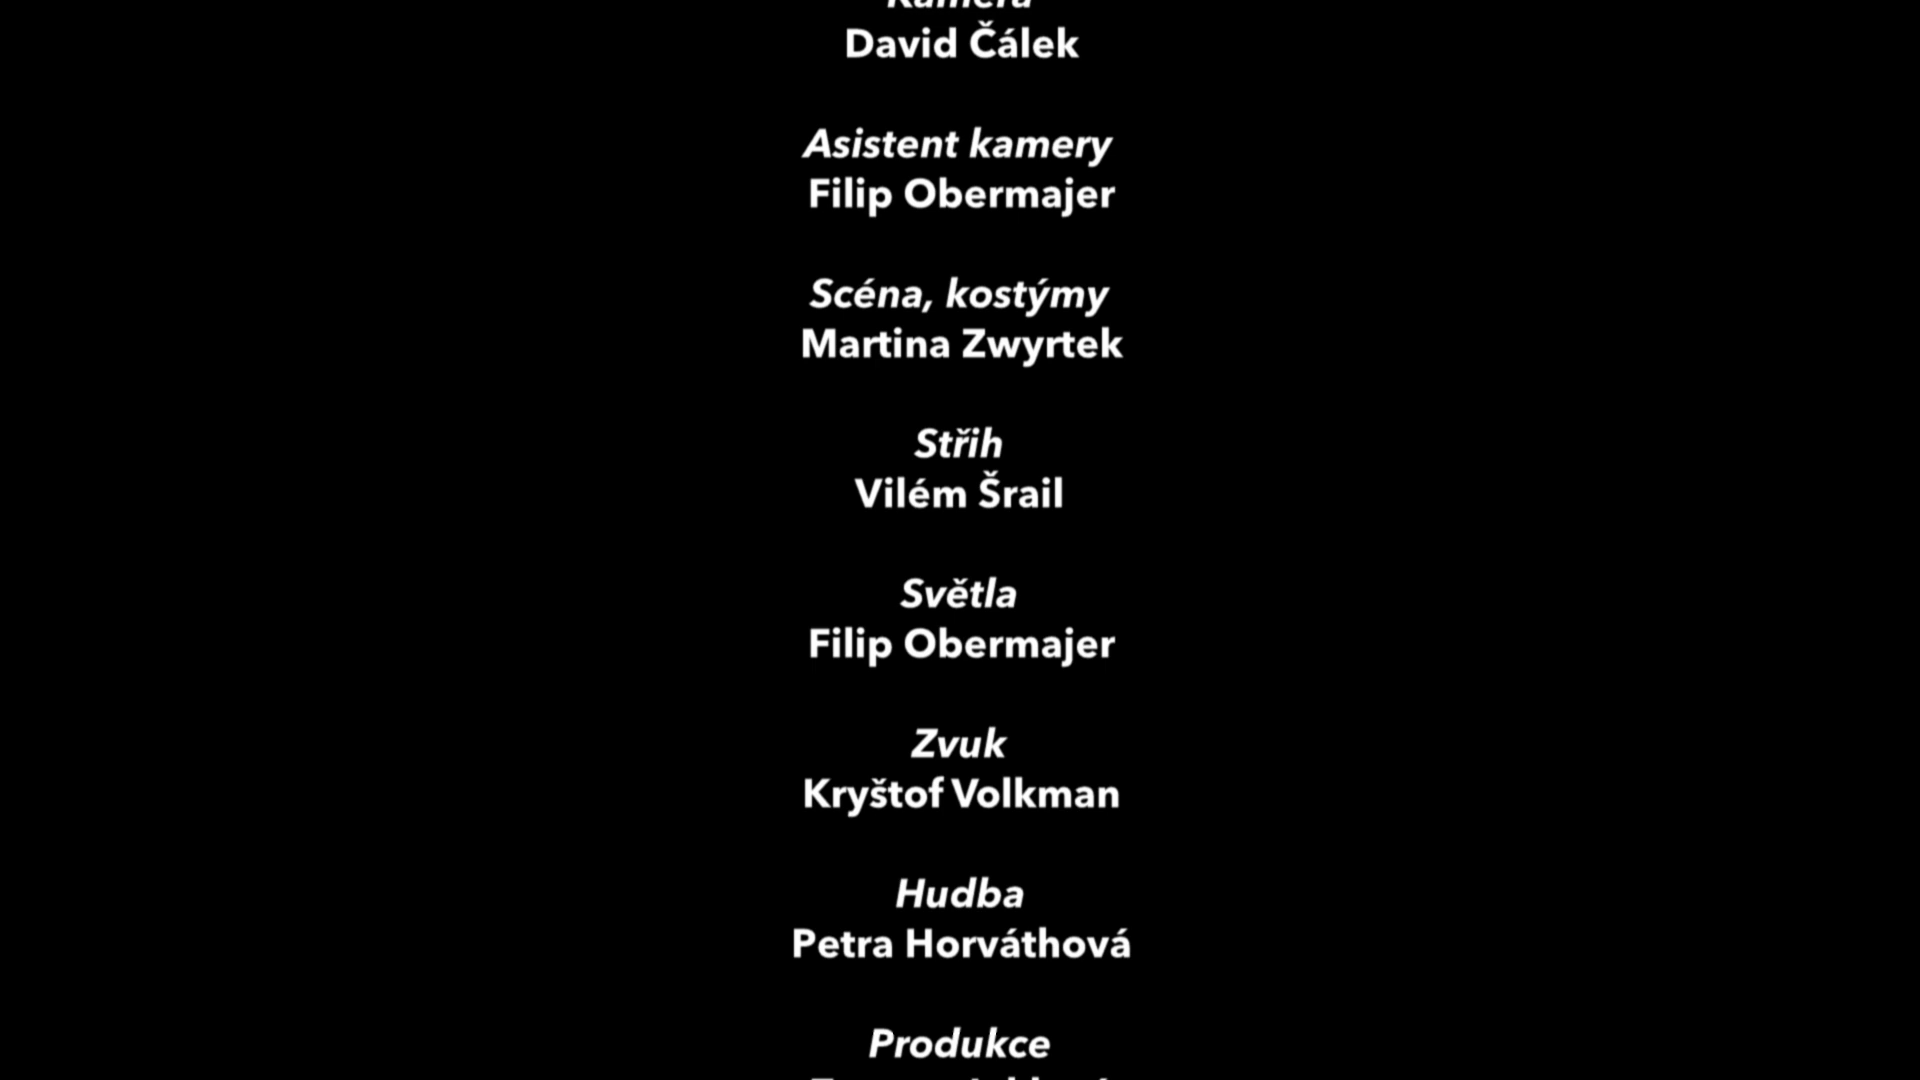 Kamera
David Čálek
Asistent kamery
Filip Obermajer
Scéna, kostýmy
Martina Zwyrtek
Střih
Vilém Šrail
Světla
Filip Obermajer
Zvuk
Kryštof Volkman
Hudba
Petra Horváthová
Produkce